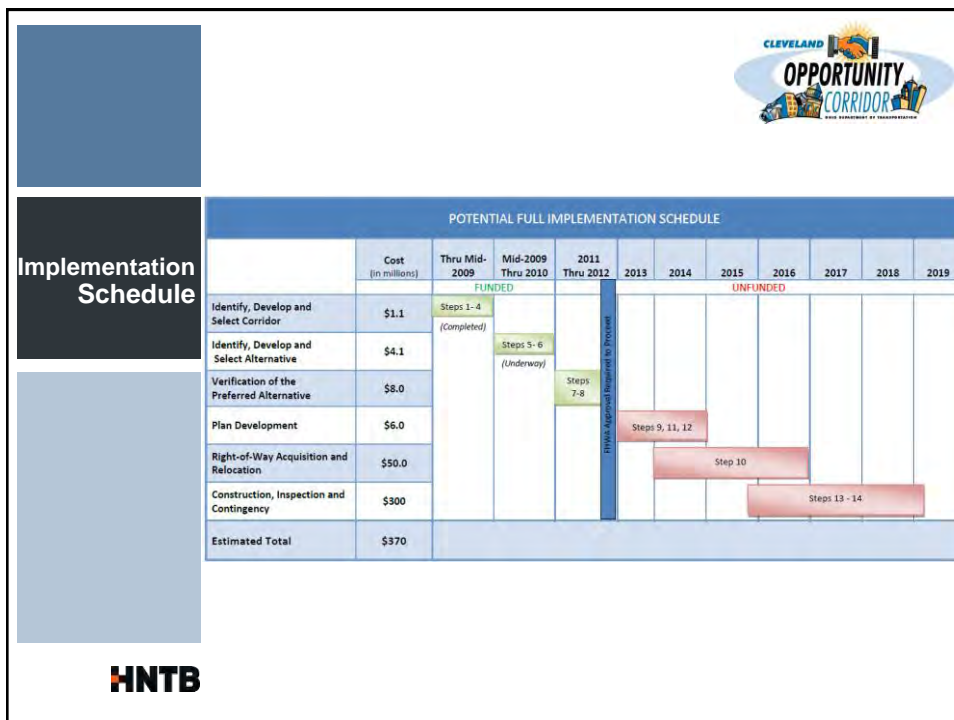 CLEVELAND
OPPORTUNITY
CORRIDOR
OHIO DEPARTMENT OF TRANSPORTATION
Implementation
Schedule
POTENTIAL FULL IMPLEMENTATION SCHEDULE
Cost
(in millions)
Thru Mid-
2009
Mid-2009
Thru 2010
2011
Thru 2012
2013
2014
2015
2016
2017
2018
2019
FUNDED
UNFUNDED
Identify, Develop and
Select Corridor
$1.1
Steps 1- 4
(Completed)
Identify, Develop and
Select Alternative
$4.1
Steps 5- 6
(Underway)
Verification of the
Preferred Alternative
$8.0
Steps
7-8
FHWA Approval Required to Proceed
Plan Development
$6.0
Steps 9, 11, 12
Right-of-Way Acquisition and
Relocation
$50.0
Step 10
Construction, Inspection and
Contingency
$300
Steps 13 - 14
Estimated Total
$370
HNTB